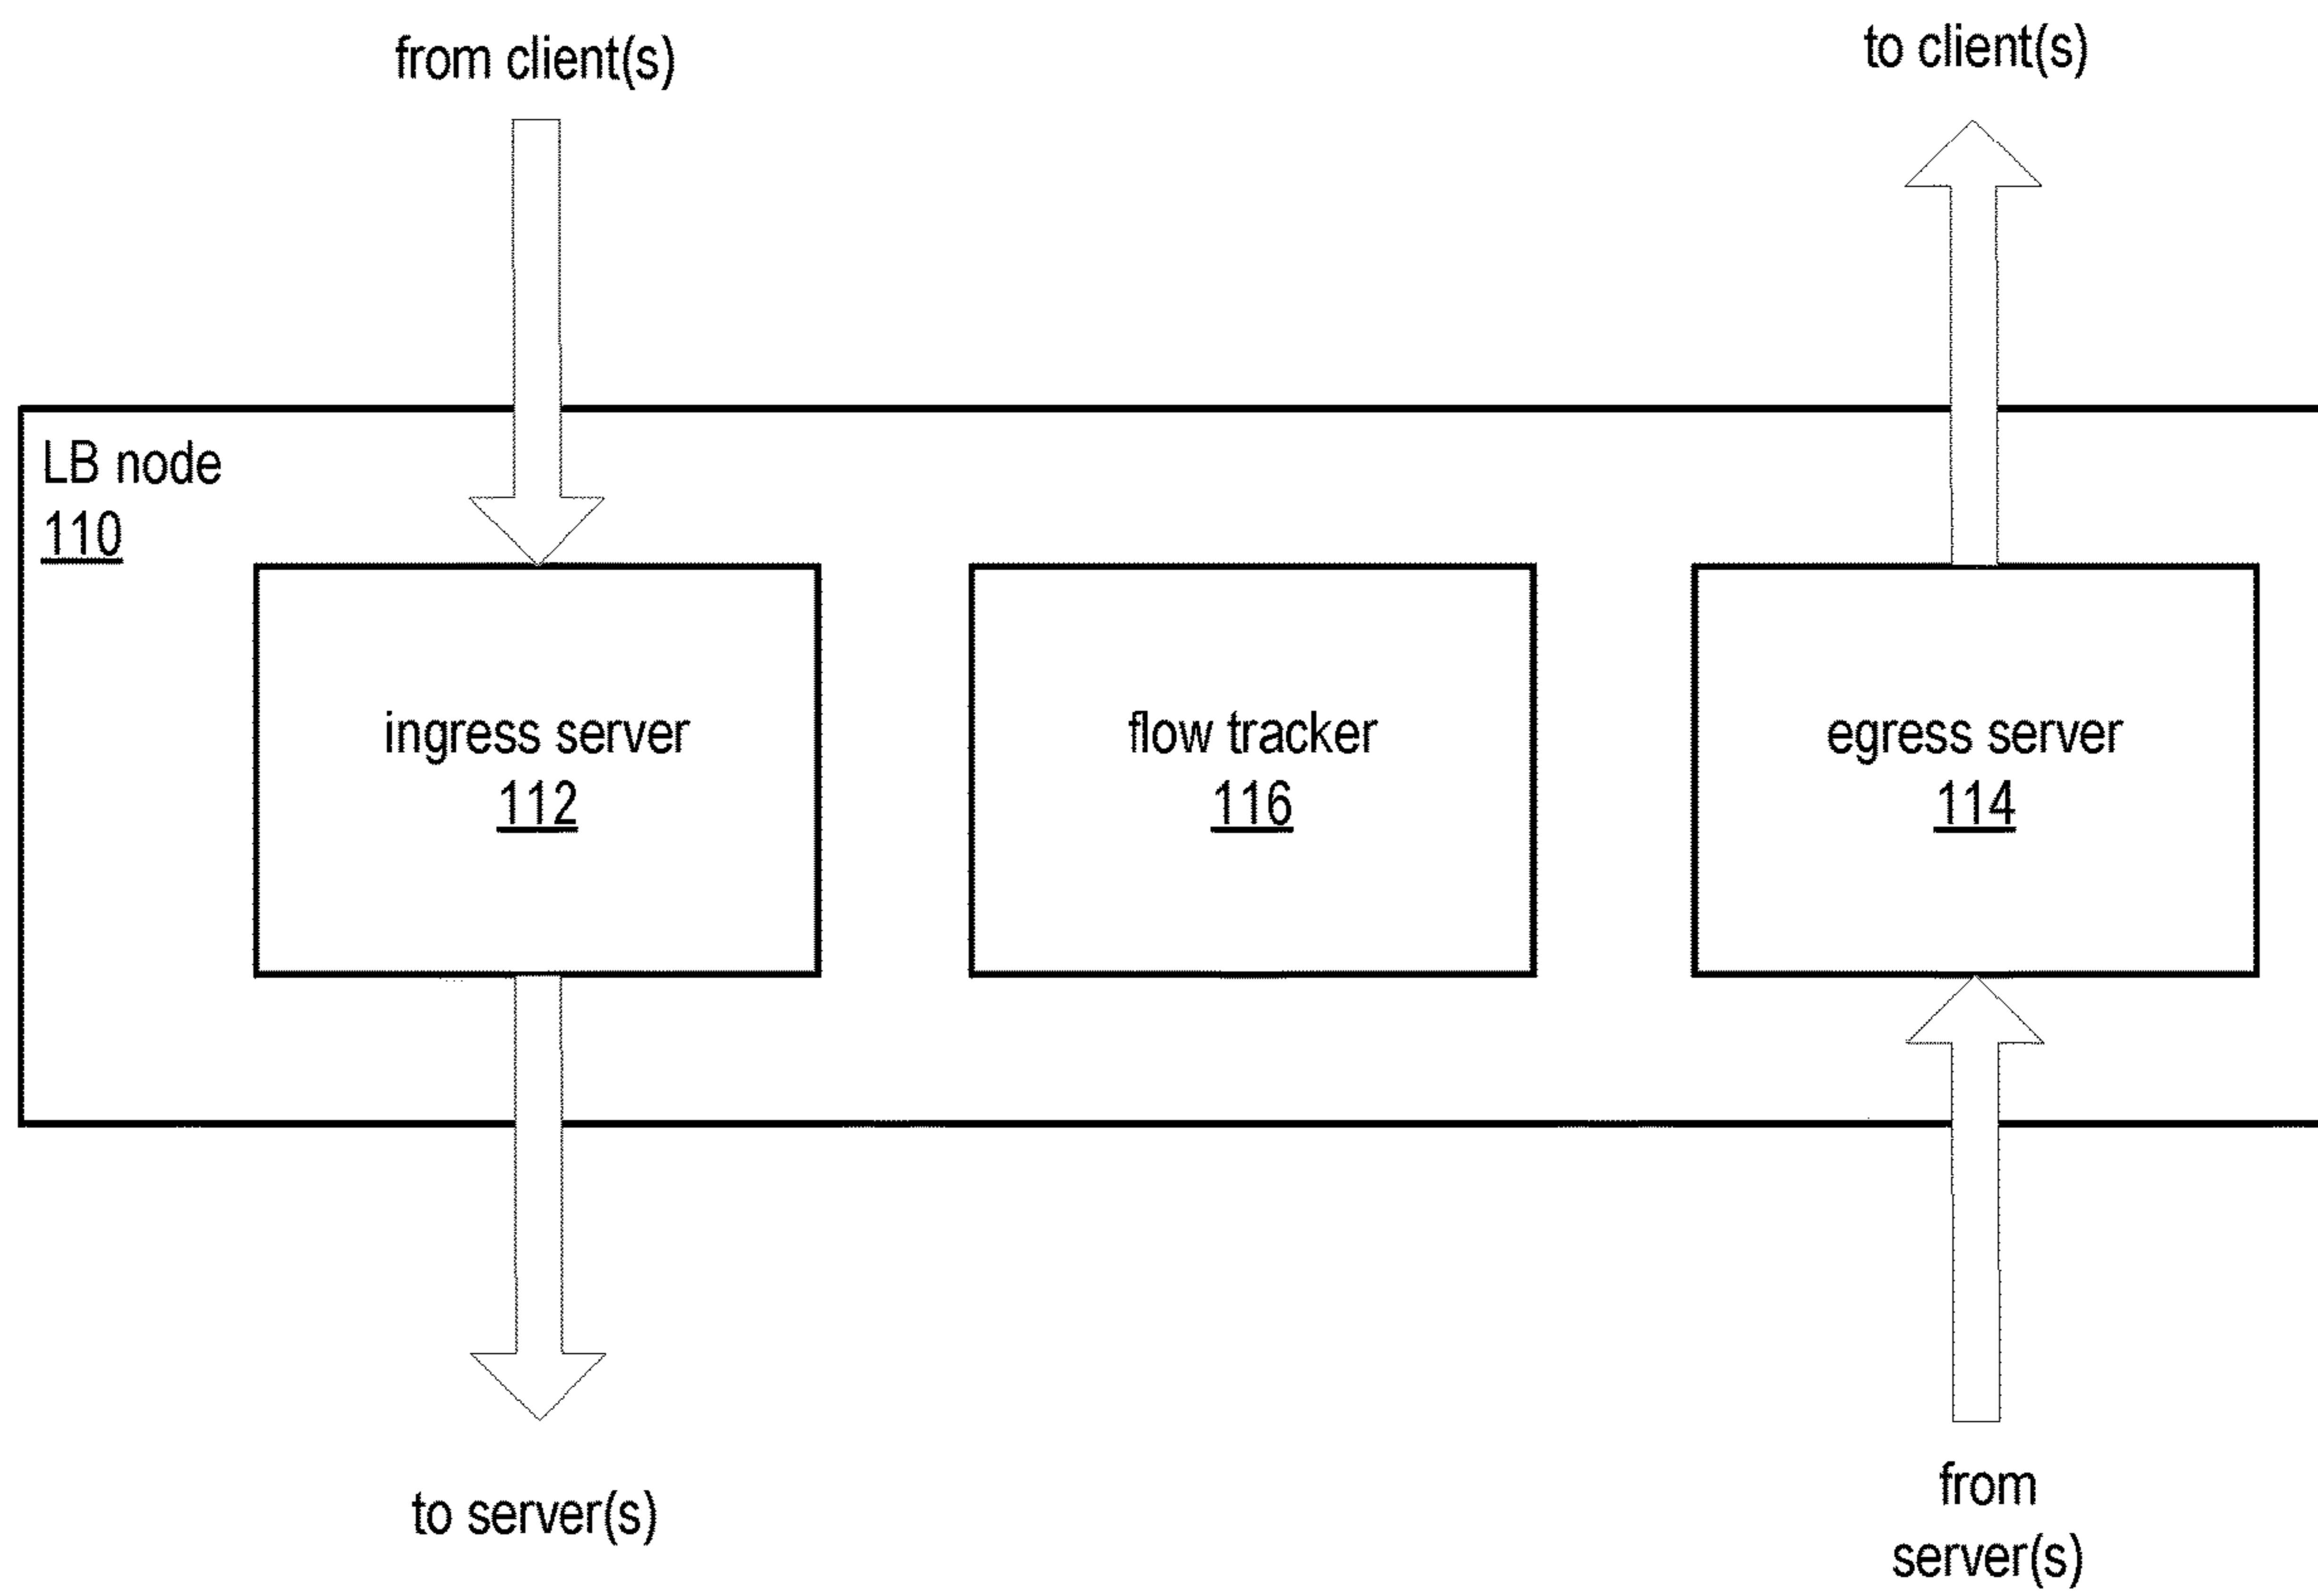 from client(s)
to client(s)
LB node
110
ingress server
112
flow tracker
116
egress server
114
to server(s)
from
server(s)